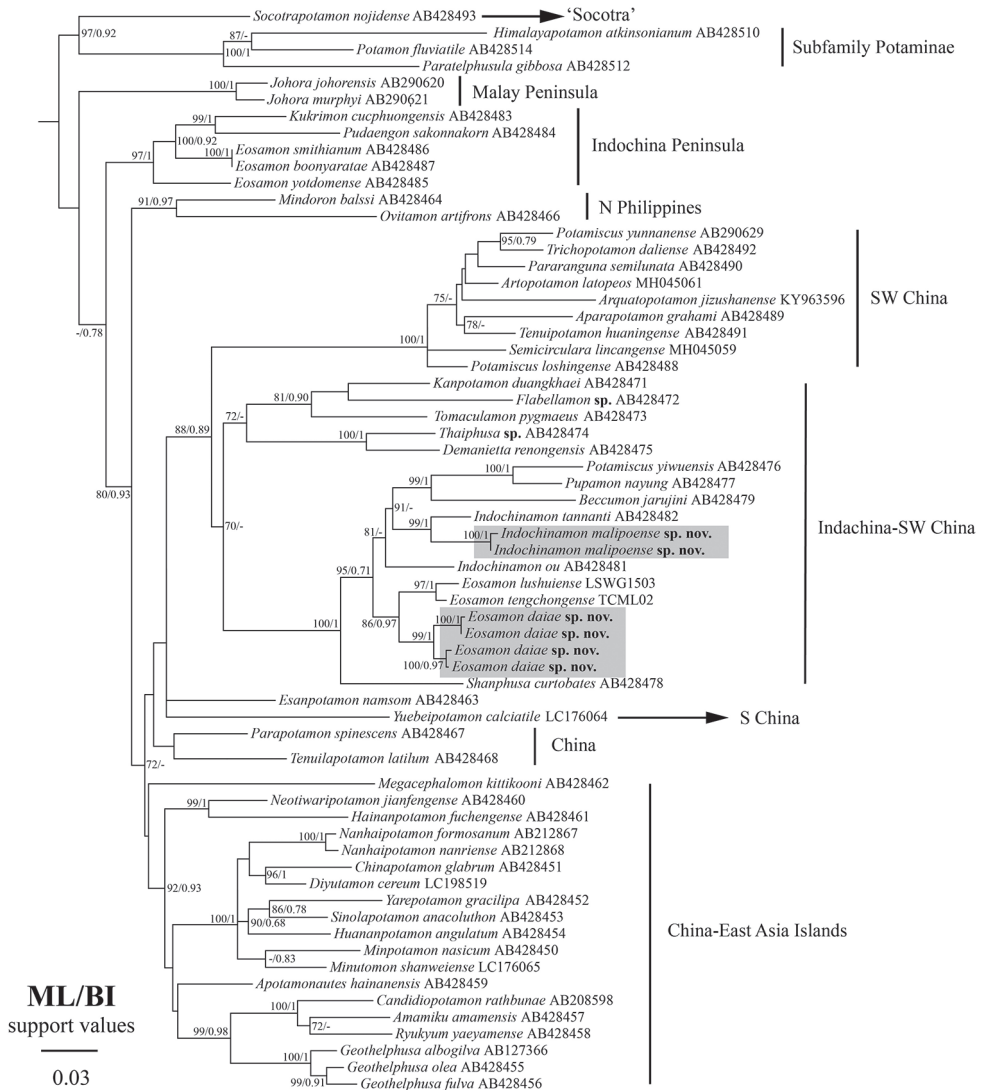 Socotrapotamon nojidense AB428493
'Socotra'
97/0.92
87/-
Himalayapotamon atkinsonianum AB428510
Potamon fluviatile AB428514
100/1
Paratelphusula gibbosa AB428512
Subfamily Potaminae
100/1
Johora johorensis AB290620
Johora murphyi AB290621
Malay Peninsula
99/1
Kukrimon cucphuongensis AB428483
Pudaengon sakonnakorn AB428484
100/0.92
97/1
100/1
Eosamon smithianum AB428486
Eosamon boonyaratae AB428487
Eosamon yotdomense AB428485
Indochina Peninsula
91/0.97
Mindoron balssi AB428464
Ovitamon artifrons AB428466
N Philippines
-/0.78
Potamiscus yunnanense AB290629
95/0.79
Trichopotamon daliense AB428492
Pararanguna semilunata AB428490
Artopotamon latopeos MH045061
75/-
Arquatopotamon jizushanense KY963596
Aparapotamon grahami AB428489
78/-
Tenuipotamon huaningense AB428491
100/1
Semicirculara lincangense MH045059
Potamiscus loshingense AB428488
SW China
Kanpotamon duangkhaei AB428471
81/0.90
Flabellamon sp. AB428472
72/-
Tomaculamon pygmaeus AB428473
88/0.89
100/1
Thaiphusa sp. AB428474
Demanietta renongensis AB428475
100/1
Potamiscus yiwuensis AB428476
99/1
Pupamon nayung AB428477
80/0.93
Beccumon jarujini AB428479
91/-
Indochinamon tannanti AB428482
70/-
99/1
81/-
100/1
Indochinamon malipoense sp. nov.
Indochinamon malipoense sp. nov.
Indochinamon ou AB428481
95/0.71
97/1
Eosamon lushuiense LSWG1503
Eosamon tengchongense TCML02
86/0.97
100/1
100/1
Eosamon daiae sp. nov.
99/1
Eosamon daiae sp. nov.
Eosamon daiae sp. nov.
100/0.97
Eosamon daiae sp. nov.
Shanphusa curtobates AB428478
Indachina-SW China
Esanpotamon namsom AB428463
Yuebeipotamon calciatile LC176064
S China
Parapotamon spinescens AB428467
Tenuilapotamon latilum AB428468
China
72/-
Megacephalomon kittikooni AB428462
99/1
Neotiwaripotamon jianfengense AB428460
Hainanpotamon fuchengense AB428461
100/1
Nanhaipotamon formosanum AB212867
Nanhaipotamon nanriense AB212868
Chinapotamon glabrum AB428451
96/1
Diyutamon cereum LC198519
92/0.93
Yarepotamon gracilipa AB428452
86/0.78
100/1
Sinolapotamon anacoluthon AB428453
90/0.68
Huananpotamon angulatum AB428454
Minpotamon nasicum AB428450
-/0.83
Minutomon shanweiense LC176065
China-East Asia Islands
Apotamonautes hainanensis AB428459
Candidiopotamon rathbunae AB208598
100/1
Amamiku amamensis AB428457
72/-
Ryukyum yaeyamense AB428458
99/0.98
100/1
Geothelphusa albogilva AB127366
Geothelphusa olea AB428455
99/0.91
Geothelphusa fulva AB428456
ML/BI
support values
0.03